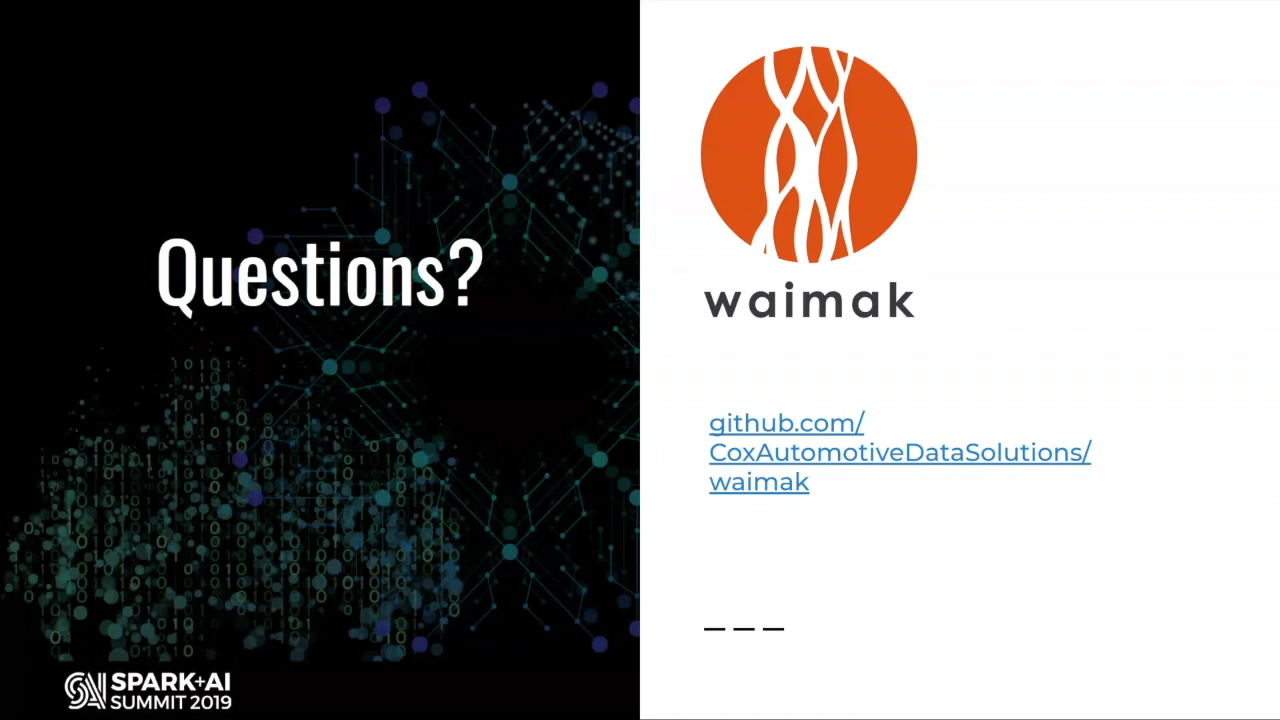 Questions?
SPARK+AI
SUMMIT 2019
waimak
github.com/
CoxAutomotiveDataSolutions/
waimak